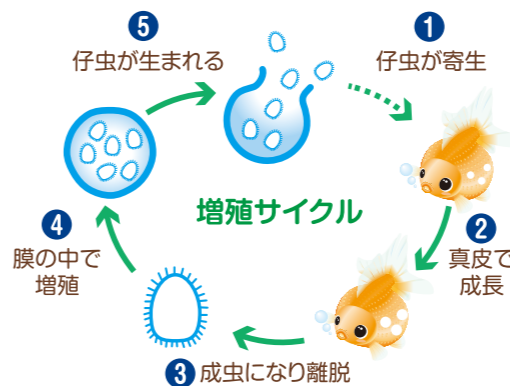 増殖サイクル
1
仔虫が寄生
2
真皮で
成長
3 成虫になり離脱
4
膜の中で
増殖
5
仔虫が生まれる